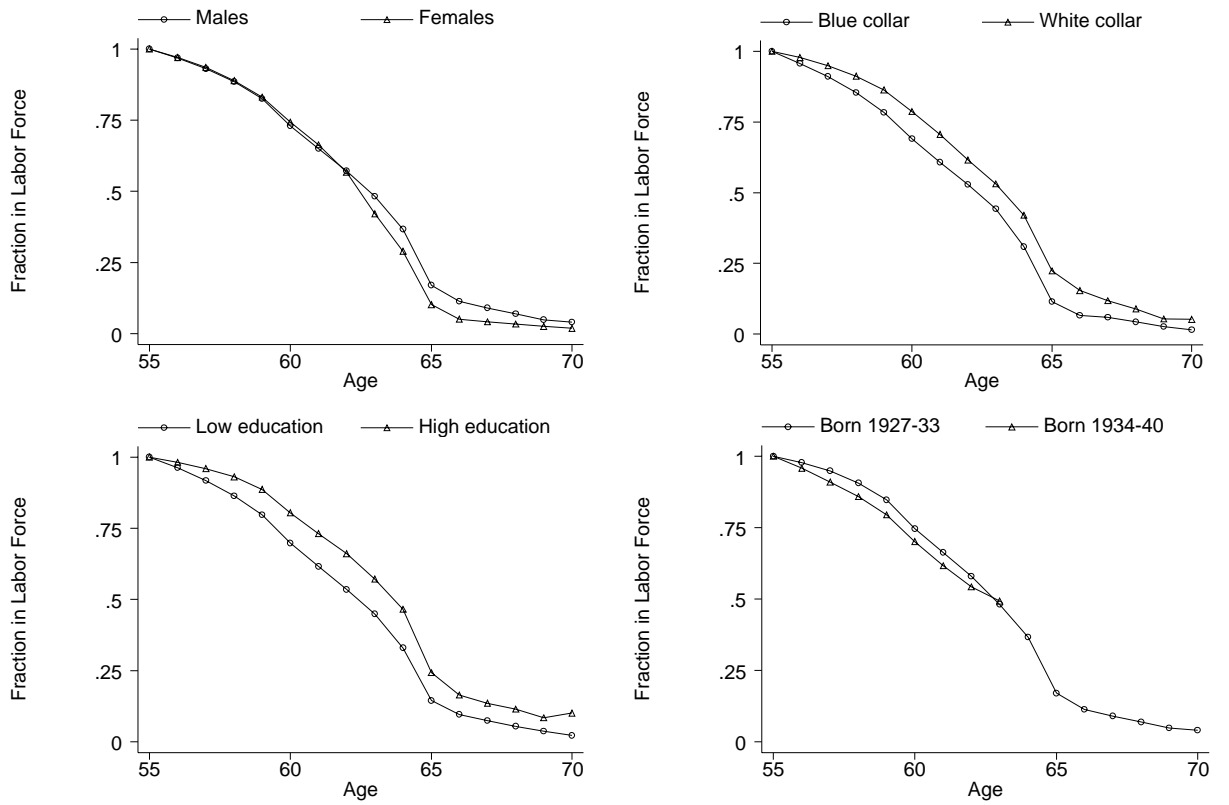 Males Females
Fraction in Labor Force
1
.75
.5
.25
0
55 60 65 70
Age
Blue collar White collar
Fraction in Labor Force
1
.75
.5
.25
0
55 60 65 70
Age
Low education High education
Fraction in Labor Force
1
.75
.5
.25
0
55 60 65 70
Age
Born 1927-33 Born 1934-40
Fraction in Labor Force
1
.75
.5
.25
0
55 60 65 70
Age